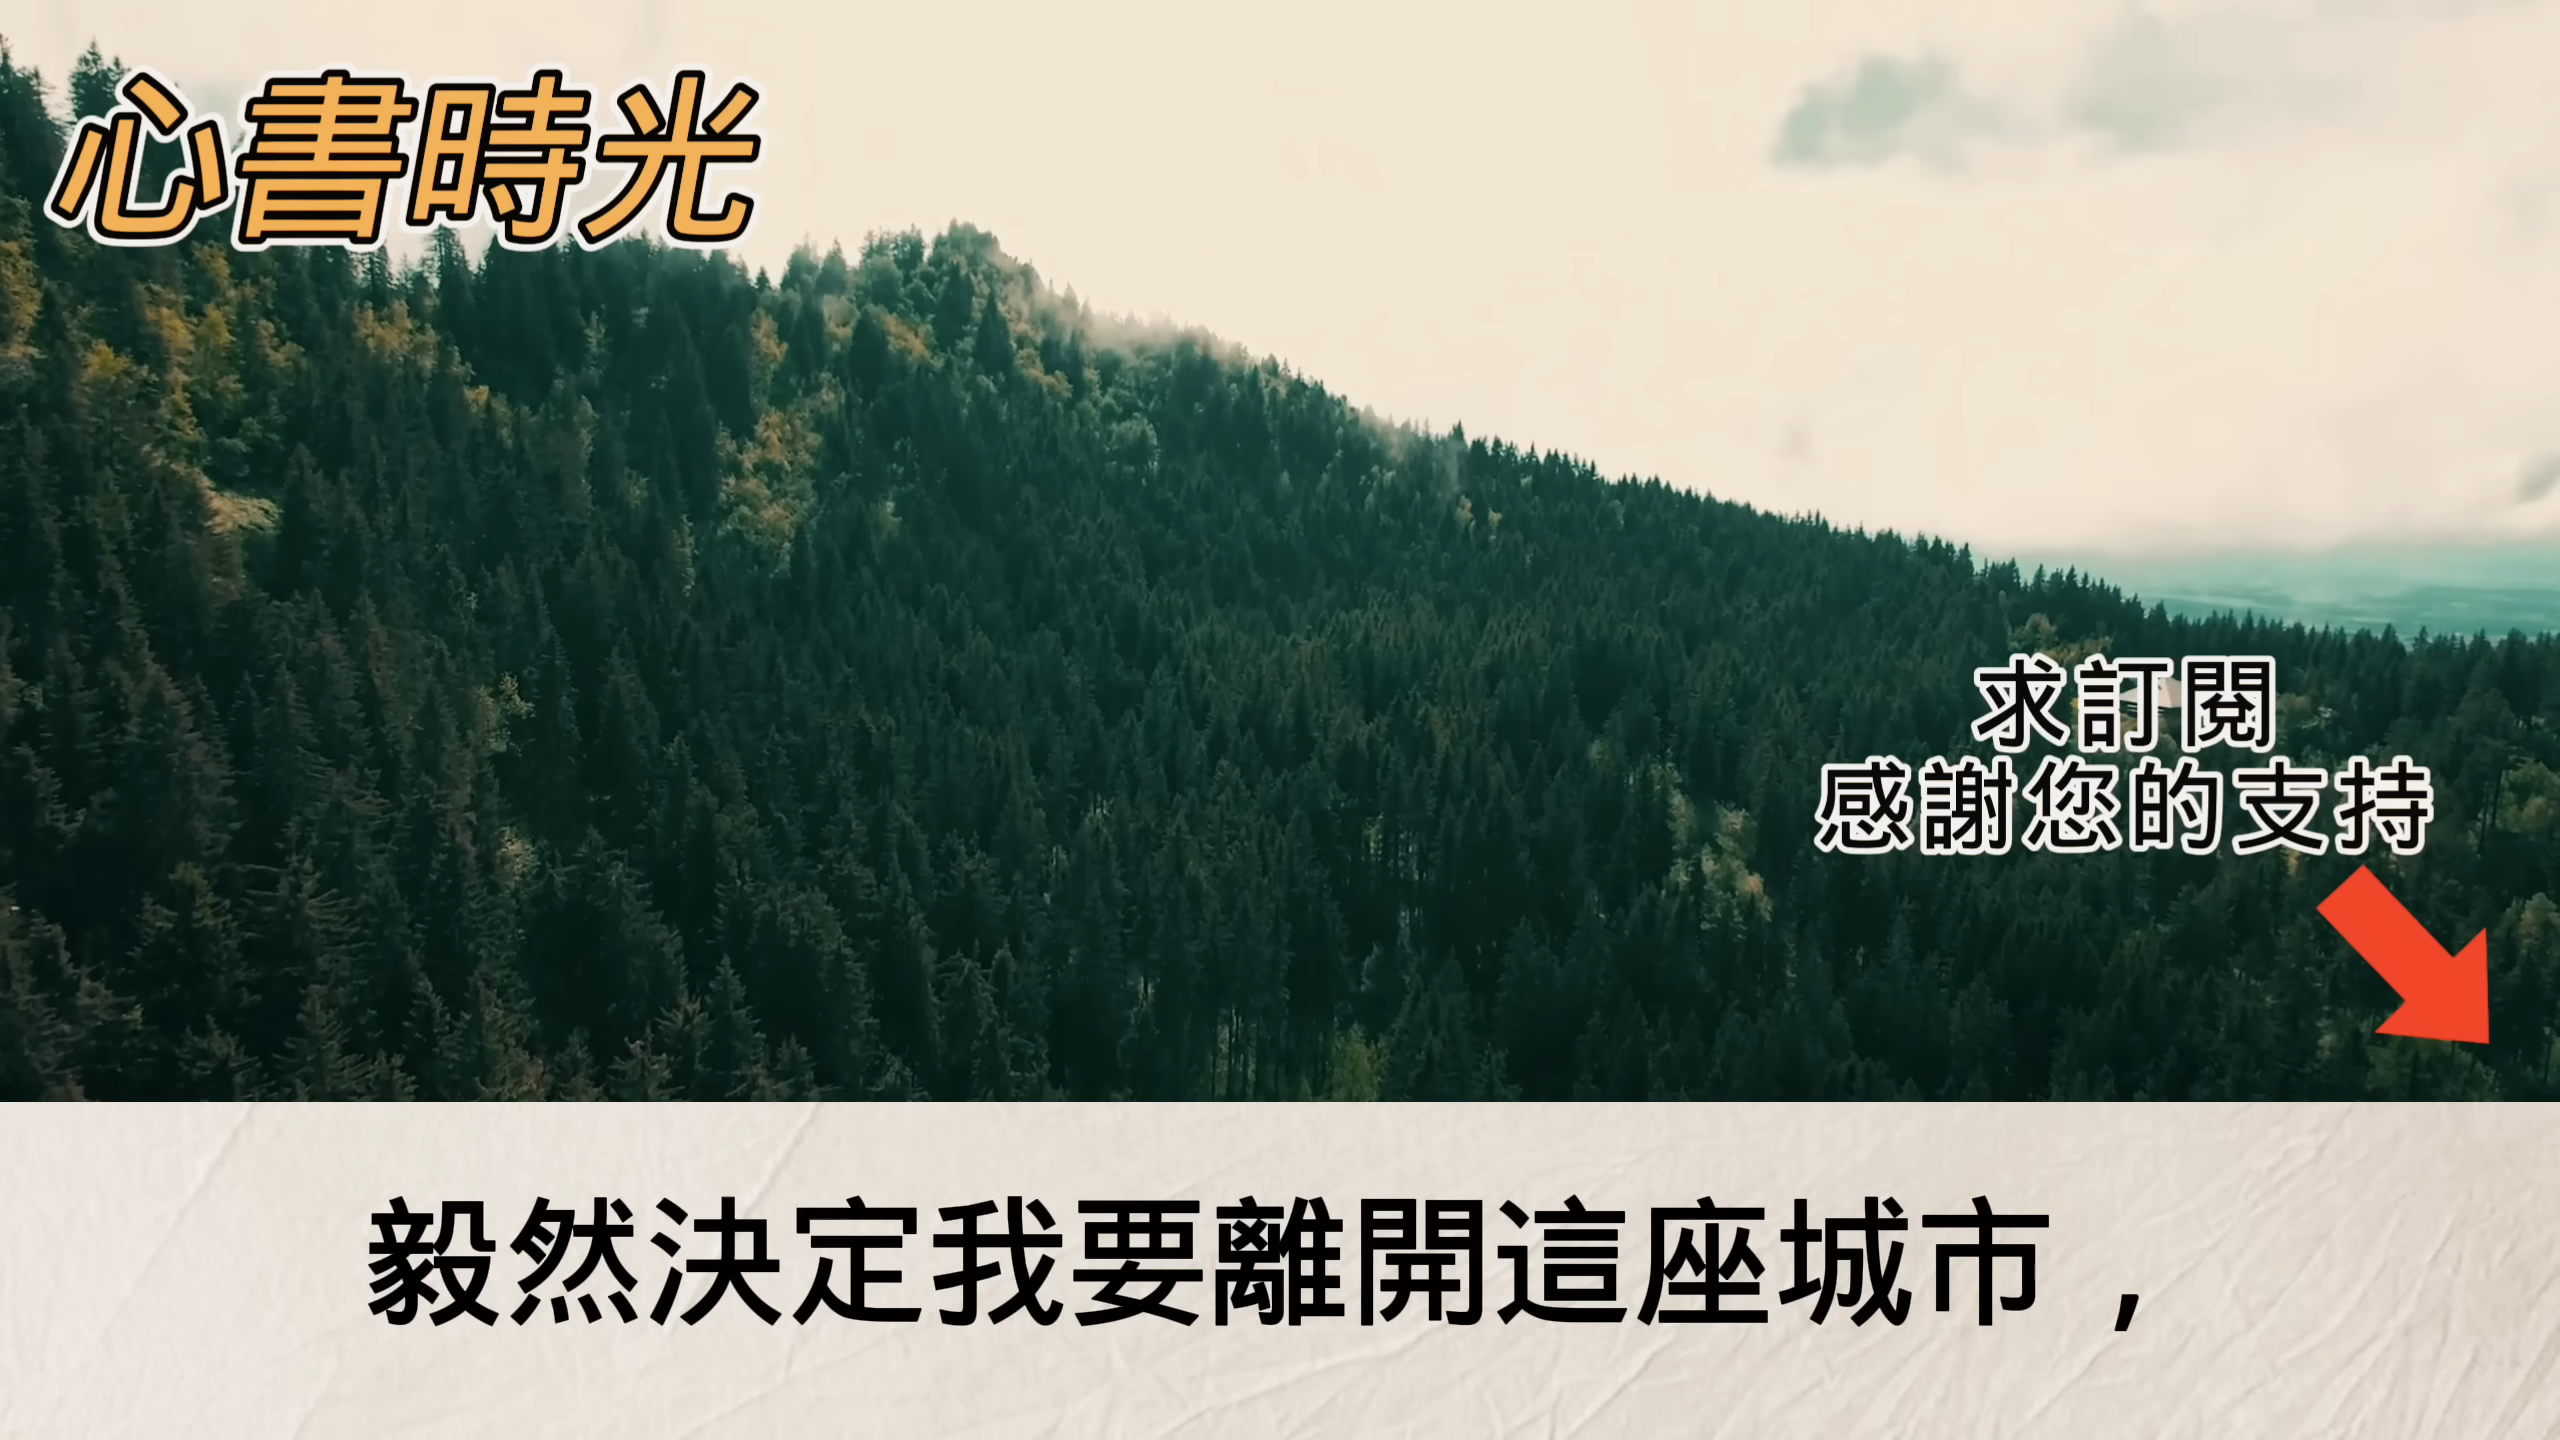 心書時光
求訂閱
感謝您的支持
毅然決定我要離開這座城市，